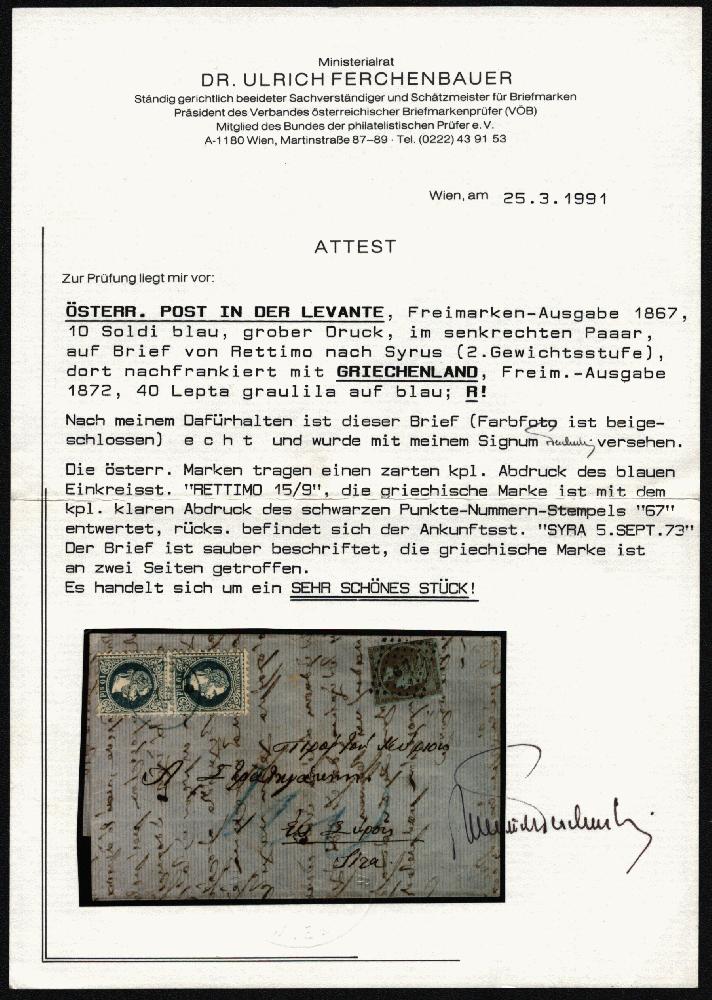 Ministerialrat
DR. ULRICH FERCHENBAUER
Ständig gerichtlich beeideter Sachverständiger und Schätzmeister für Briefmarken
Präsident des Verbandes österreichischer Briefmarkenprüfer (VÖB)
Mitglied des Bundes der philatelistischen Prüfer e.V.
A-1180 Wien, Martinstraße 87–89 · Tel. (0222) 43 91 53
Wien, am 25.3.1991
ATTEST
Zur Prüfung liegt mir vor:
ÖSTERR. POST IN DER LEVANTE, Freimarken-Ausgabe 1867,
10 Soldi blau, grober Druck, im senkrechten Paaar,
auf Brief von Rettimo nach Syrus (2.Gewichtsstufe),
dort nachfrankiert mit GRIECHENLAND, Freim.-Ausgabe
1872, 40 Lepta graulila auf blau; R!
Nach meinem Dafürhalten ist dieser Brief (Farbfoto ist beige-
schlossen) e c h t und wurde mit meinem Signum versehen.
Die österr. Marken tragen einen zarten kpl. Abdruck des blauen
Einkreisst. "RETTIMO 15/9", die griechische Marke ist mit dem
kpl. klaren Abdruck des schwarzen Punkte-Nummern-Stempels "67"
entwertet, rücks. befindet sich der Ankunftsst. "SYRA 5.SEPT.73"
Der Brief ist sauber beschriftet, die griechische Marke ist
an zwei Seiten getroffen.
Es handelt sich um ein SEHR SCHÖNES STÜCK!